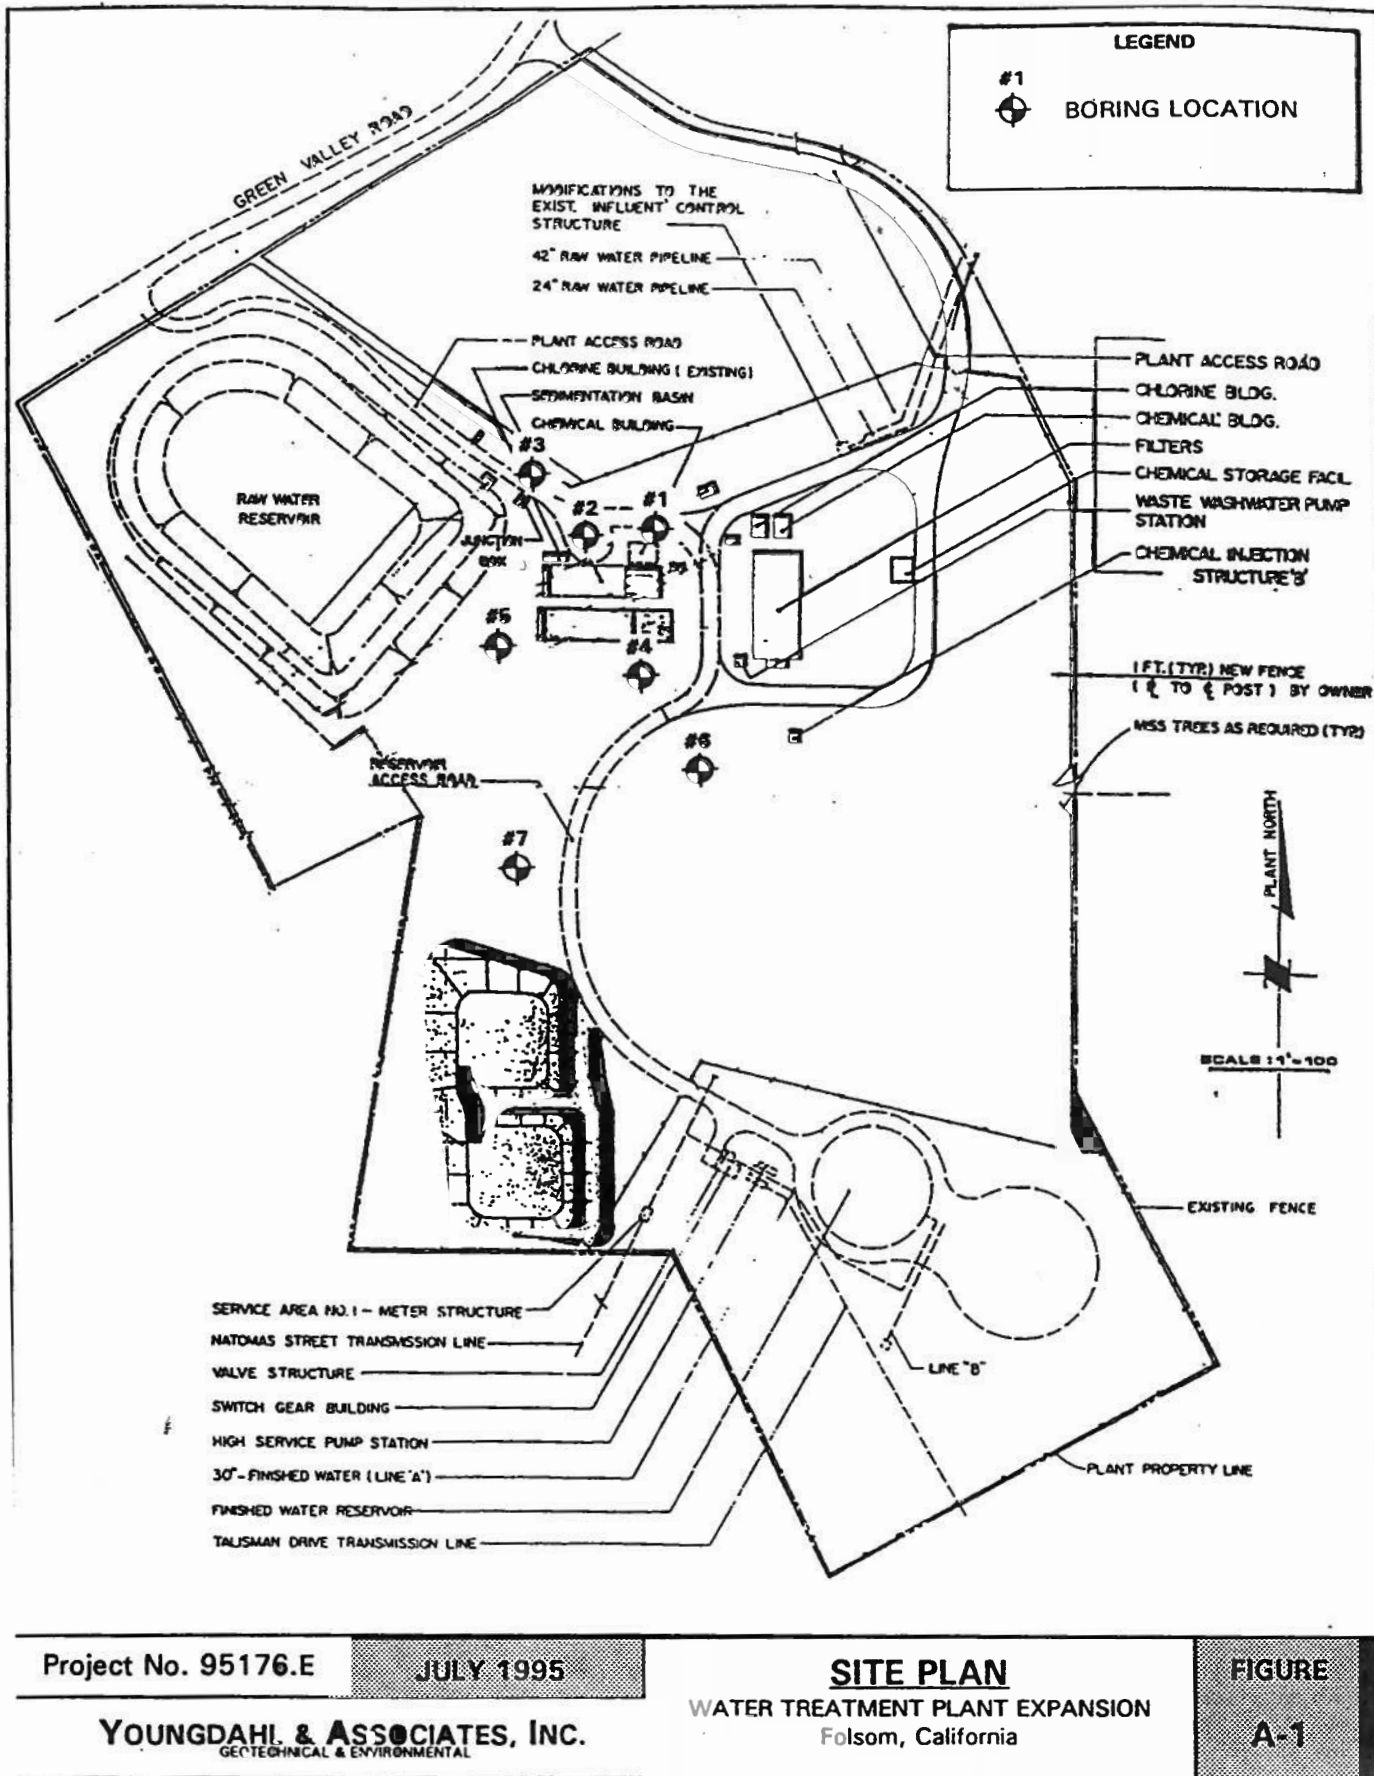 LEGEND
#1
BORING LOCATION
GREEN VALLEY ROAD
MODIFICATIONS TO THE
EXIST. INFLUENT CONTROL
STRUCTURE
42" RAW WATER PIPELINE
24" RAW WATER PIPELINE
PLANT ACCESS ROAD
CHLORINE BUILDING (EXISTING)
SEDIMENTATION BASIN
CHEMICAL BUILDING
#3
#2
#1
RAW WATER
RESERVOIR
JUNCTION
BOX
#5
#4
PLANT ACCESS ROAD
CHLORINE BLDG.
CHEMICAL BLDG.
FILTERS
CHEMICAL STORAGE FACIL
WASTE WASHWATER PUMP
STATION
CHEMICAL INJECTION
STRUCTURE 'B'
1 FT. (TYP.) NEW FENCE
( ℄ TO ℄ POST ) BY OWNER
MISS TREES AS REQUIRED (TYP.)
#6
RESERVOIR
ACCESS ROAD
#7
PLANT NORTH
SCALE : 1"=100
EXISTING FENCE
SERVICE AREA NO. 1 - METER STRUCTURE
NATOMAS STREET TRANSMISSION LINE
VALVE STRUCTURE
SWITCH GEAR BUILDING
HIGH SERVICE PUMP STATION
30"-FINISHED WATER (LINE 'A')
FINISHED WATER RESERVOIR
TALISMAN DRIVE TRANSMISSION LINE
LINE "B"
PLANT PROPERTY LINE
Project No. 95176.E
JULY 1995
YOUNGDAHL & ASSOCIATES, INC.
GEOTECHNICAL & ENVIRONMENTAL
SITE PLAN
WATER TREATMENT PLANT EXPANSION
Folsom, California
FIGURE
A-1